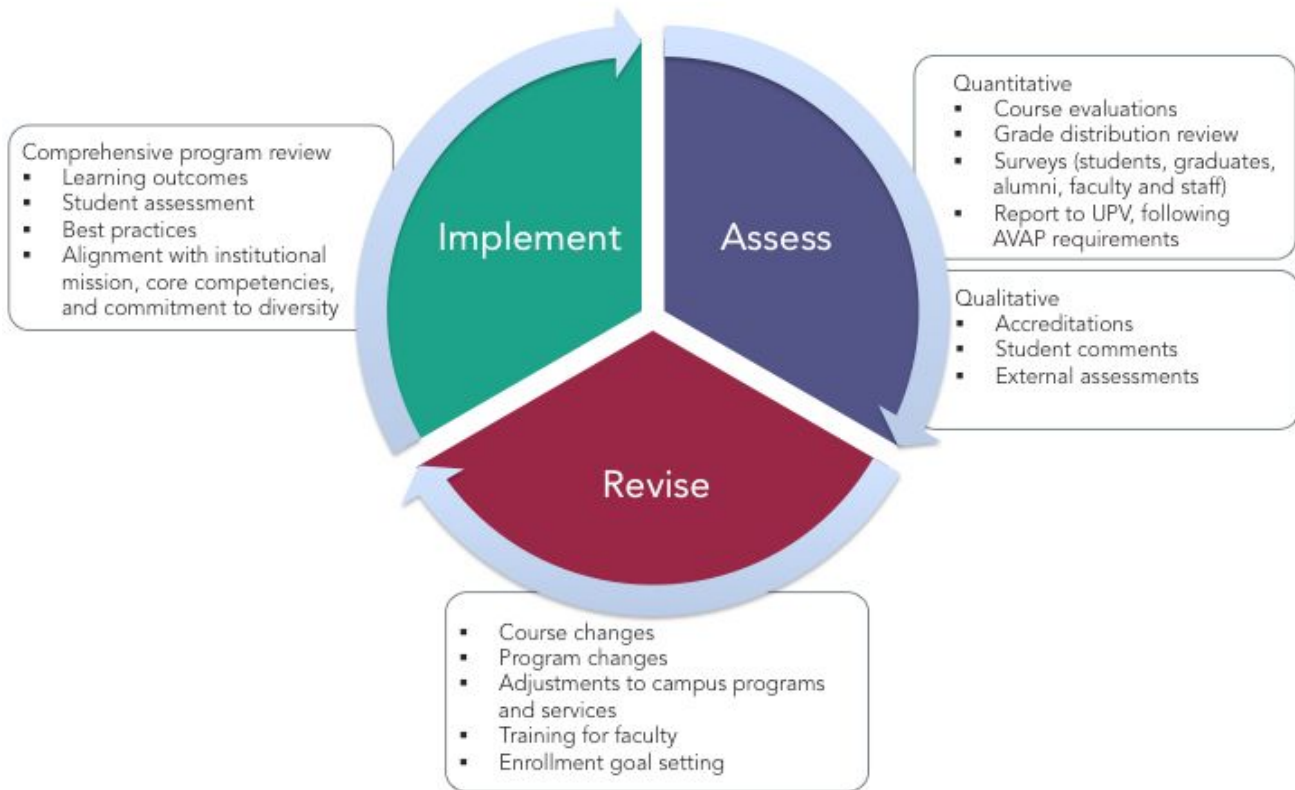 Implement
Assess
Revise
Comprehensive program review
▪ Learning outcomes
▪ Student assessment
▪ Best practices
▪ Alignment with institutional
mission, core competencies,
and commitment to diversity
Quantitative
▪ Course evaluations
▪ Grade distribution review
▪ Surveys (students, graduates,
alumni, faculty and staff)
▪ Report to UPV, following
AVAP requirements
Qualitative
▪ Accreditations
▪ Student comments
▪ External assessments
▪ Course changes
▪ Program changes
▪ Adjustments to campus programs
and services
▪ Training for faculty
▪ Enrollment goal setting